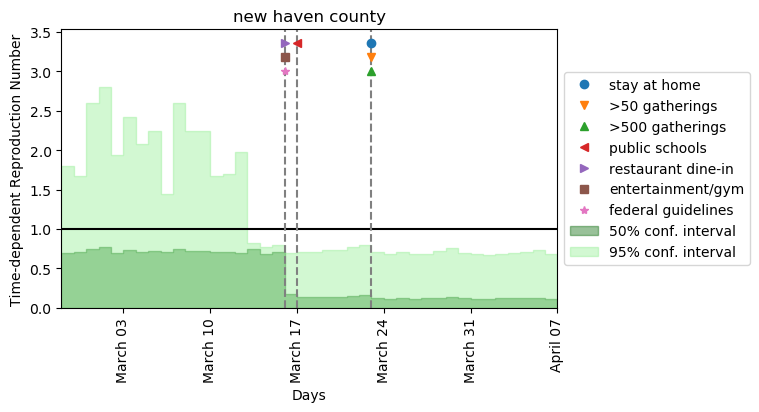 new haven county
Time-dependent Reproduction Number
3.5
3.0
2.5
2.0
1.5
1.0
0.5
0.0
March 03
March 10
March 17
March 24
March 31
April 07
Days
stay at home
>50 gatherings
>500 gatherings
public schools
restaurant dine-in
entertainment/gym
federal guidelines
50% conf. interval
95% conf. interval